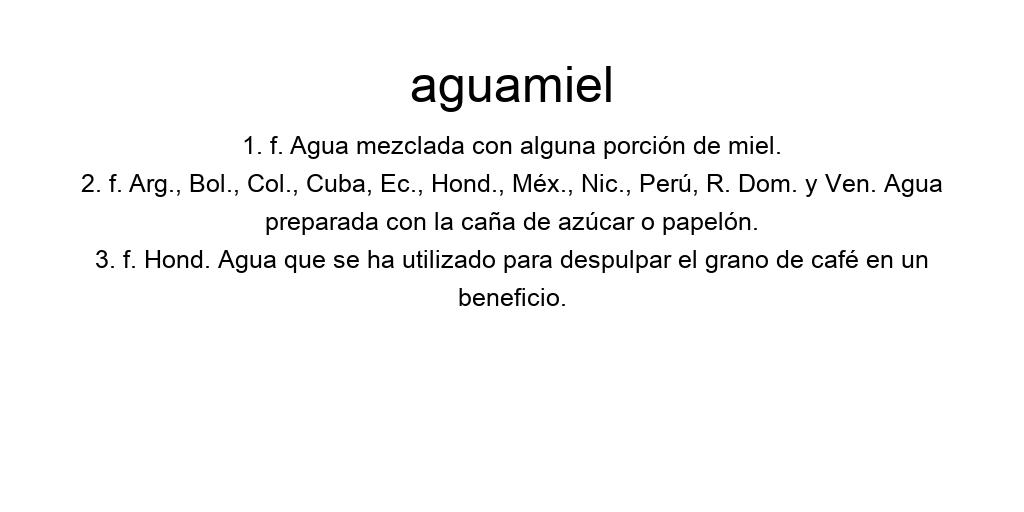 aguamiel
1. f. Agua mezclada con alguna porción de miel.
2. f. Arg., Bol., Col., Cuba, Ec., Hond., Méx., Nic., Perú, R. Dom. y Ven. Agua
preparada con la caña de azúcar o papelón.
3. f. Hond. Agua que se ha utilizado para despulpar el grano de café en un
beneficio.